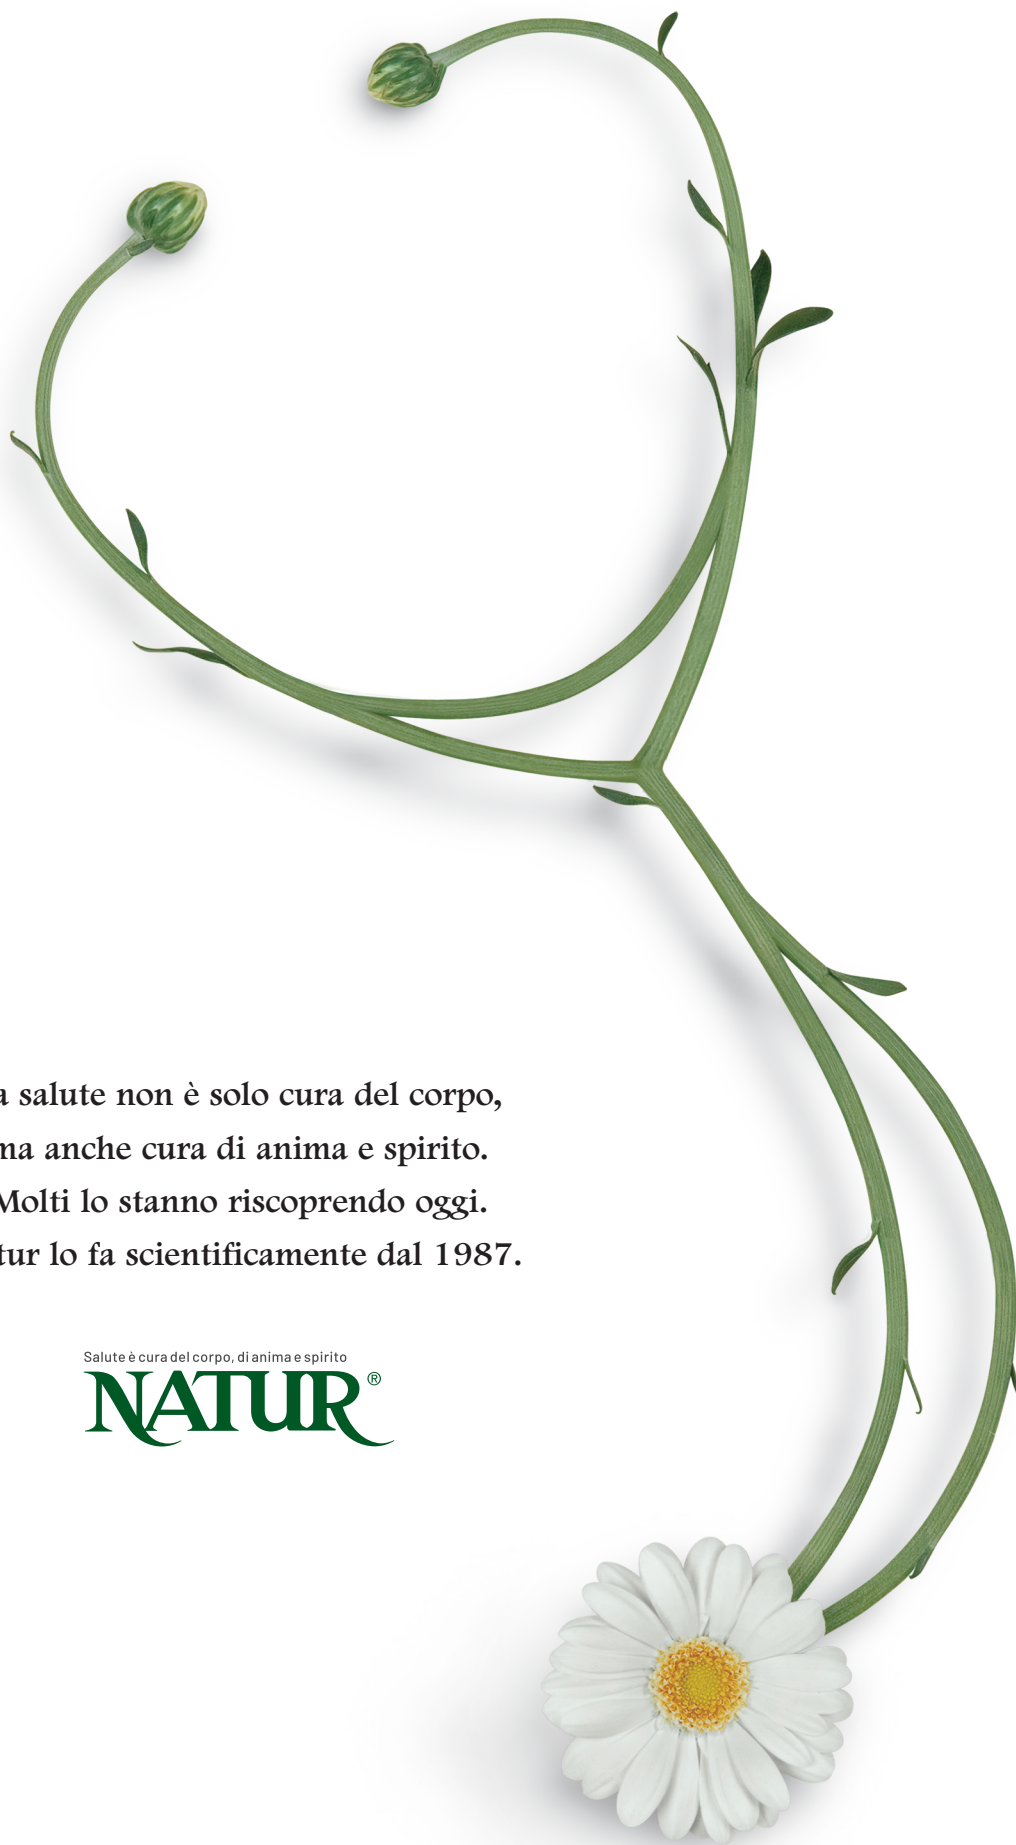 a salute non è solo cura del corpo,
ma anche cura di anima e spirito.
Molti lo stanno riscoprendo oggi.
tur lo fa scientificamente dal 1987.
Salute è cura del corpo, di anima e spirito
NATUR®